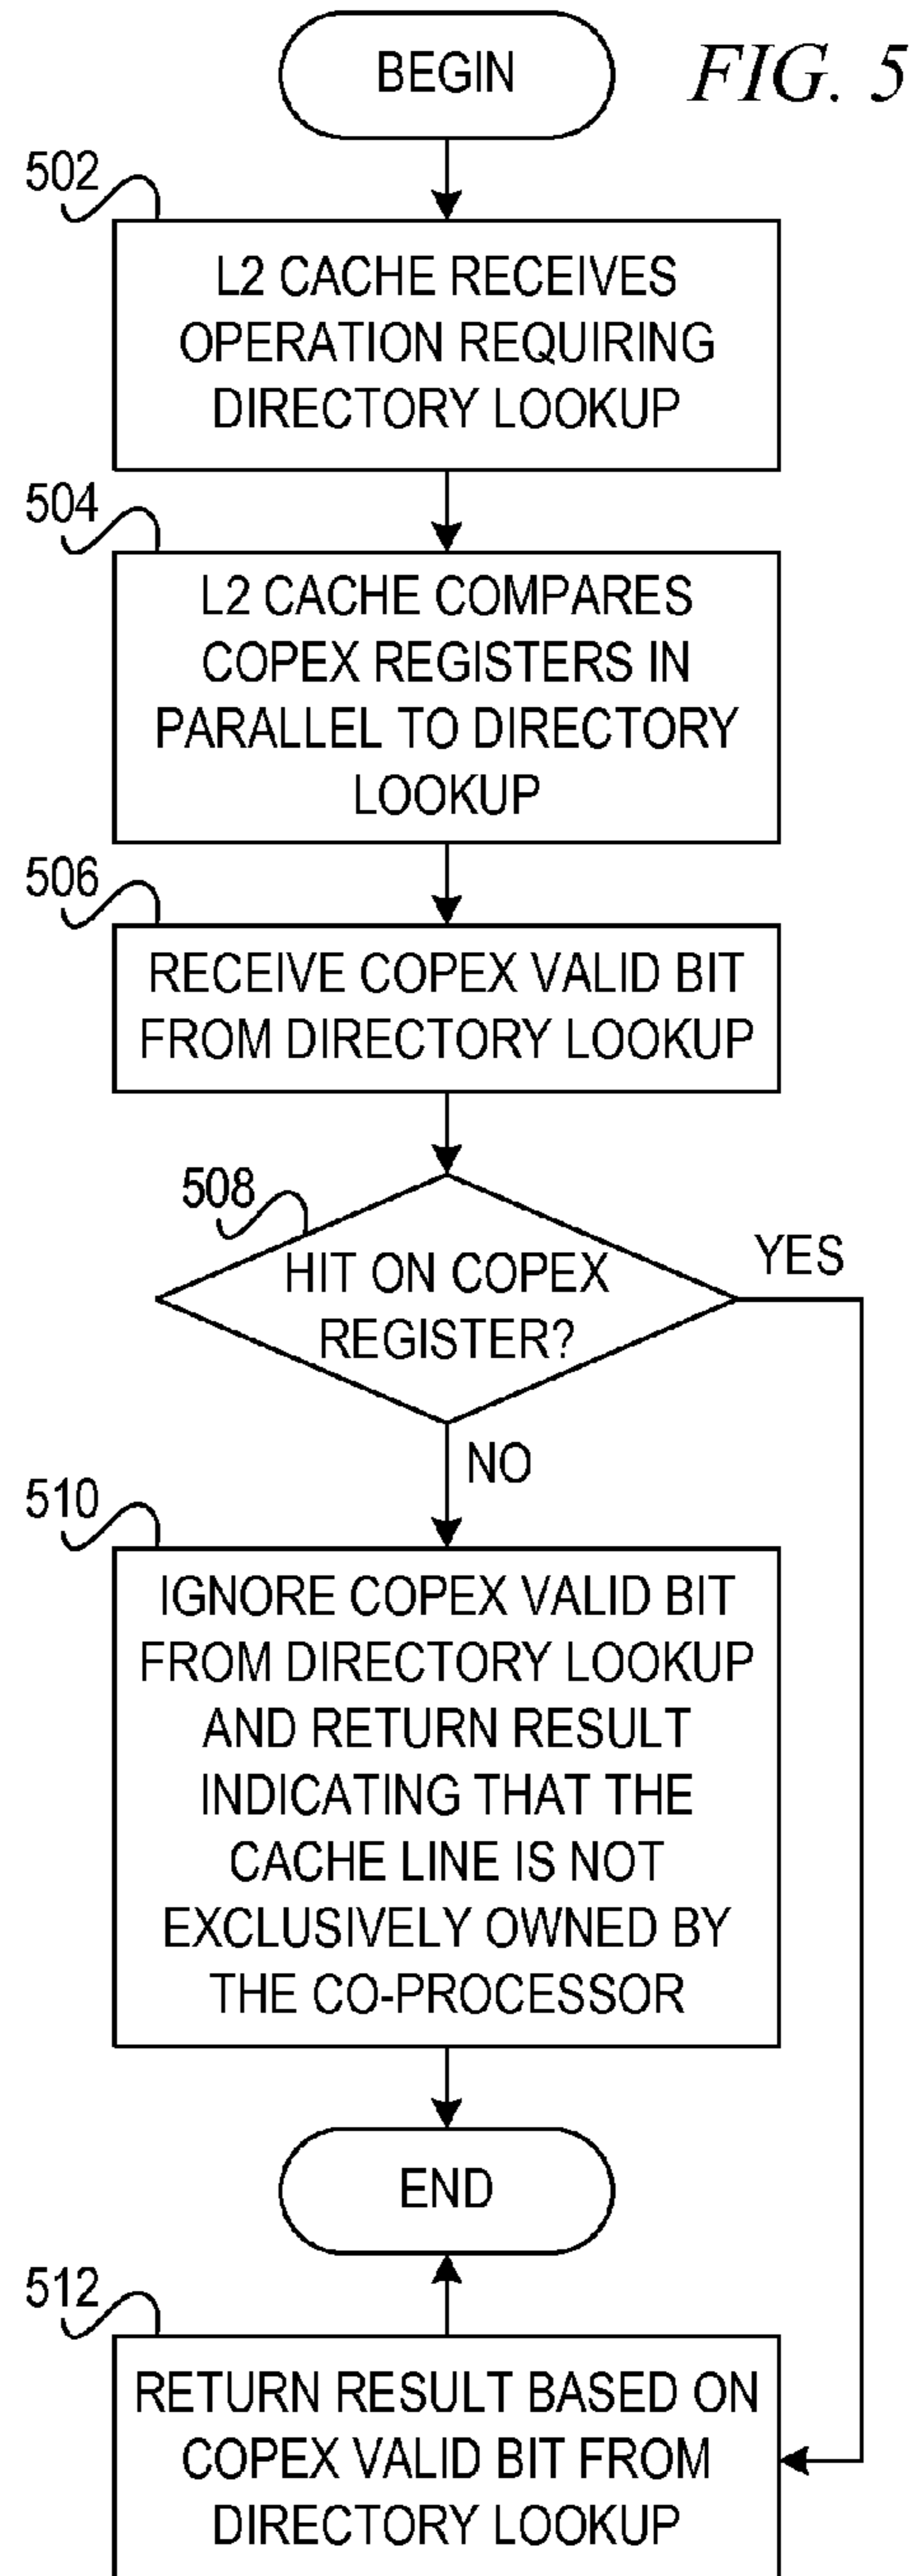 BEGIN
FIG. 5
502
L2 CACHE RECEIVES
OPERATION REQUIRING
DIRECTORY LOOKUP
504
L2 CACHE COMPARES
COPEX REGISTERS IN
PARALLEL TO DIRECTORY
LOOKUP
506
RECEIVE COPEX VALID BIT
FROM DIRECTORY LOOKUP
508
HIT ON COPEX
REGISTER?
YES
NO
510
IGNORE COPEX VALID BIT
FROM DIRECTORY LOOKUP
AND RETURN RESULT
INDICATING THAT THE
CACHE LINE IS NOT
EXCLUSIVELY OWNED BY
THE CO-PROCESSOR
END
512
RETURN RESULT BASED ON
COPEX VALID BIT FROM
DIRECTORY LOOKUP